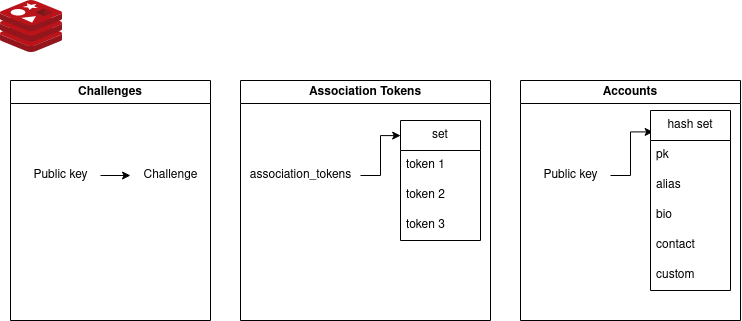 Challenges
Public key
Challenge
Association Tokens
association_tokens
set
token 1
token 2
token 3
Accounts
Public key
hash set
pk
alias
bio
contact
custom